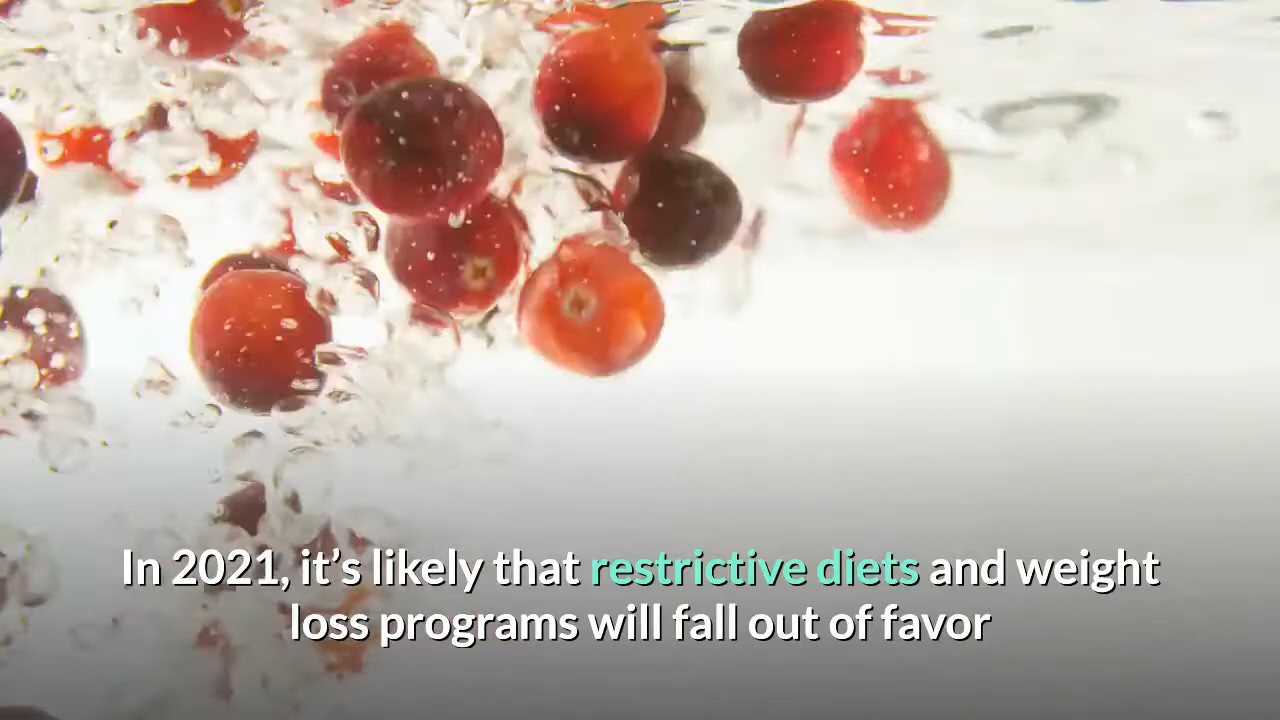 In 2021, it’s likely that restrictive diets and weight
loss programs will fall out of favor